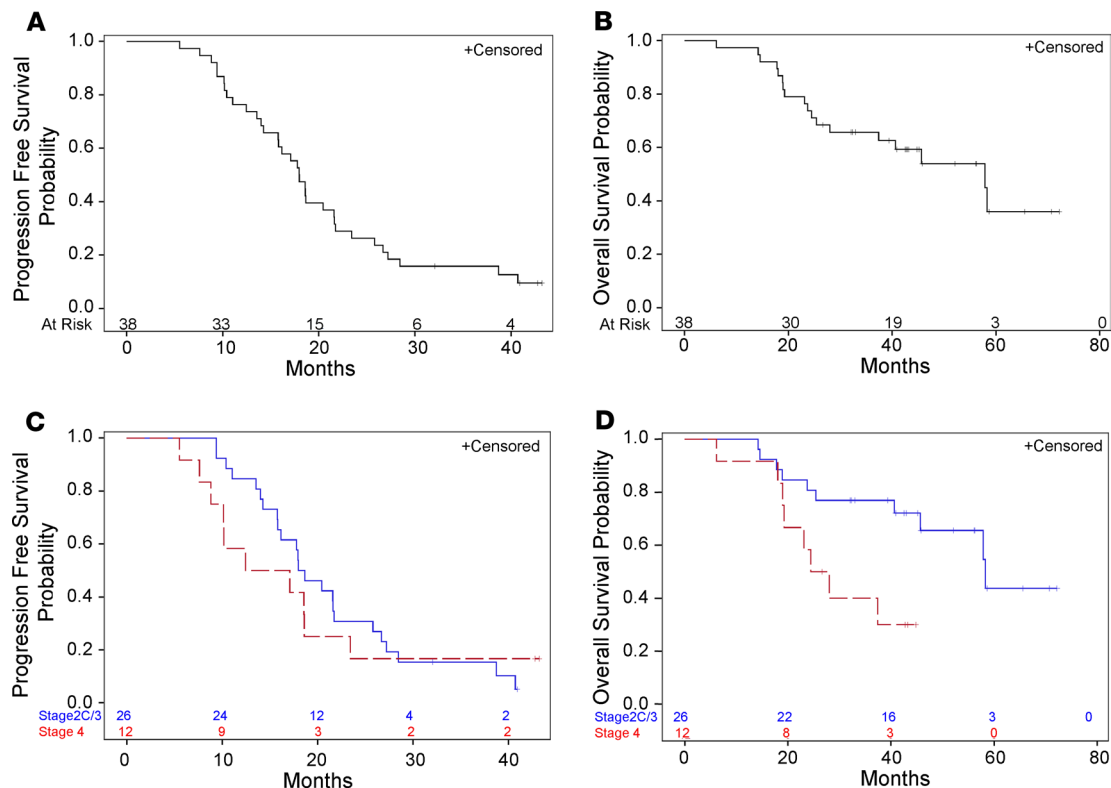 A
Progression Free Survival
Probability
+Censored
1.0
0.8
0.6
0.4
0.2
0.0
At Risk 38 33 15 6 4
0 10 20 30 40
Months
B
Overall Survival Probability
+Censored
1.0
0.8
0.6
0.4
0.2
0.0
At Risk 38 30 19 3 0
0 20 40 60 80
Months
C
Progression Free Survival
Probability
+Censored
1.0
0.8
0.6
0.4
0.2
0.0
Stage2C/3 26 24 12 4 2
Stage 4 12 9 3 2 2
0 10 20 30 40
Months
D
Overall Survival Probability
+Censored
1.0
0.8
0.6
0.4
0.2
0.0
Stage2C/3 26 22 16 3 0
Stage 4 12 8 3 0
0 20 40 60 80
Months